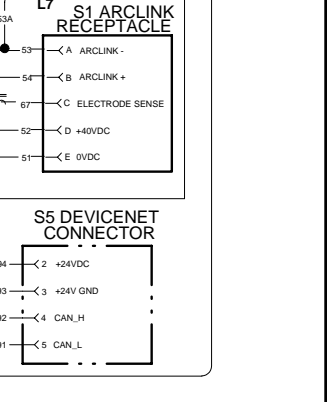 L7
53A
S1 ARCLINK
RECEPTACLE
53 A ARCLINK -
54 B ARCLINK +
67 C ELECTRODE SENSE
52 D +40VDC
51 E 0VDC
S5 DEVICENET
CONNECTOR
2 +24VDC
3 +24V GND
4 CAN_H
5 CAN_L